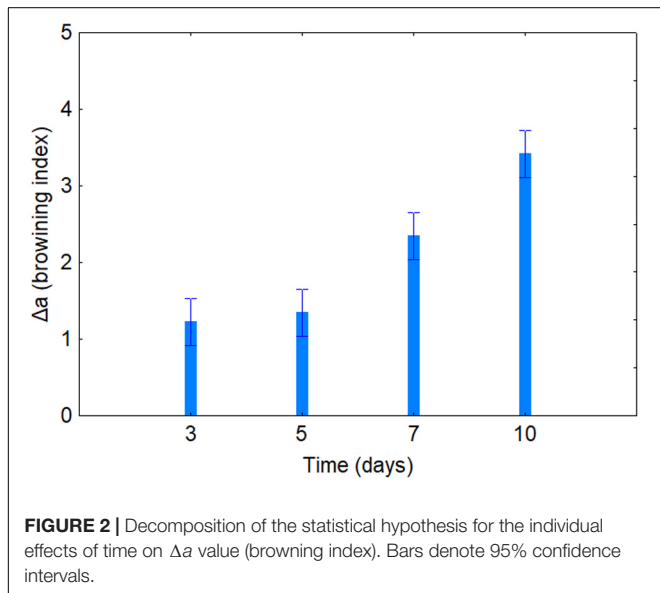 5
4
3
2
1
0
Δa (browining index)
3 5 7 10
Time (days)
FIGURE 2 | Decomposition of the statistical hypothesis for the individual
effects of time on Δa value (browning index). Bars denote 95% confidence
intervals.